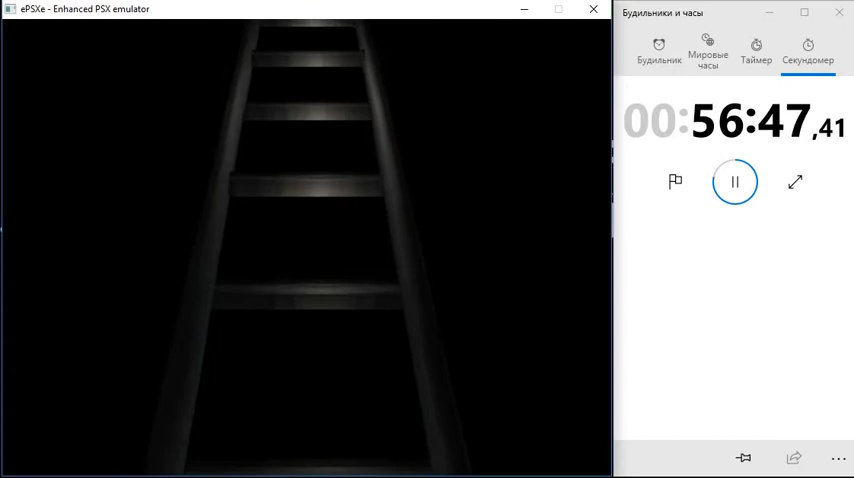 ePSXe - Enhanced PSX emulator
Будильники и часы
Будильник
Мировые
часы
Таймер
Секундомер
00:56:47,41